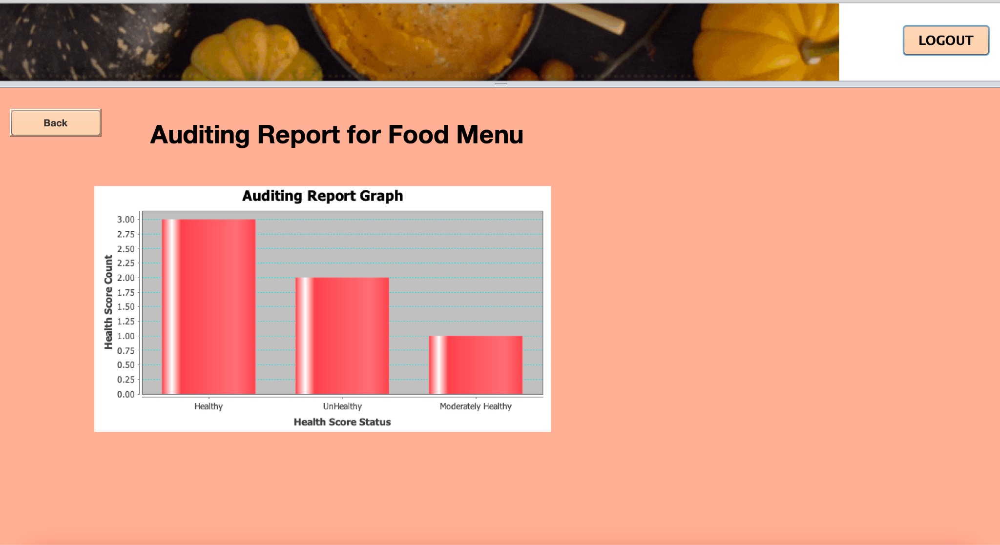 LOGOUT
Back
Auditing Report for Food Menu
Auditing Report Graph
Health Score Count
3.00
2.75
2.50
2.25
2.00
1.75
1.50
1.25
1.00
0.75
0.50
0.25
0.00
Healthy UnHealthy Moderately Healthy
Health Score Status